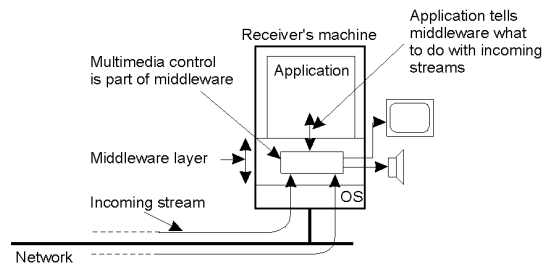 Application tells
middleware what
to do with incoming
streams
Receiver's machine
Multimedia control
is part of middleware
Application
Middleware layer
OS
Incoming stream
Network